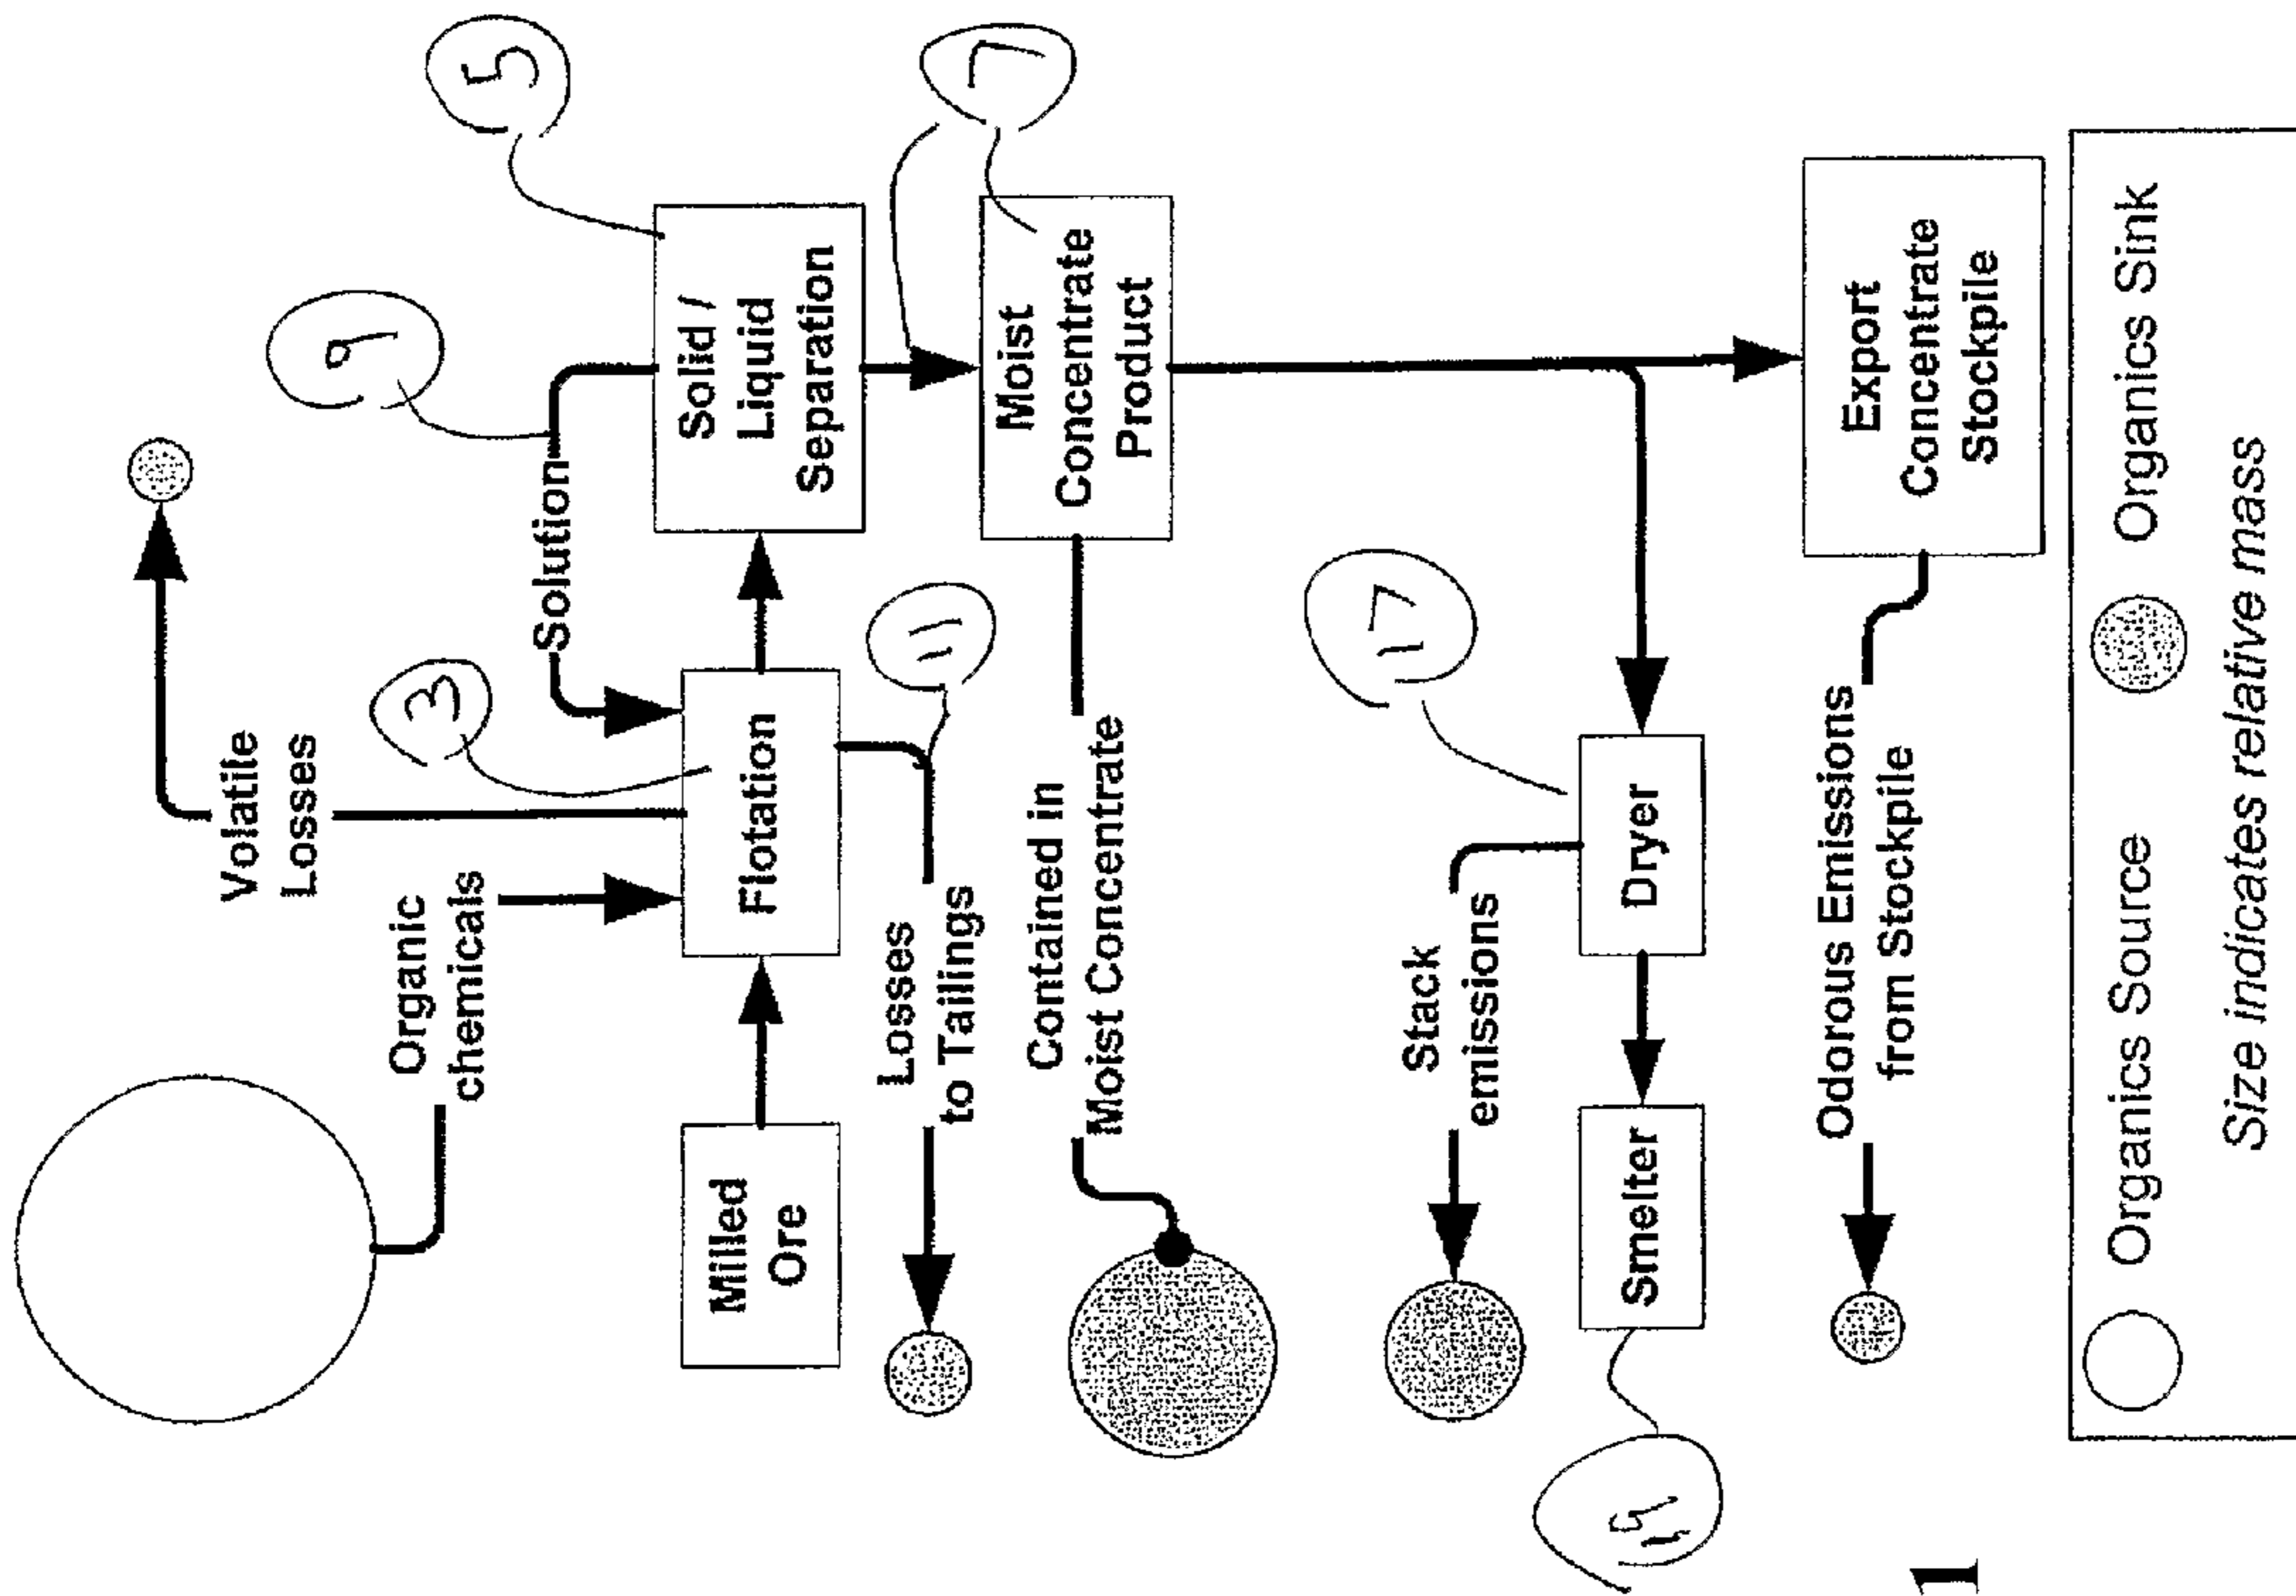 Organic
chemicals
Volatile
Losses
9
5
3
Solution
Milled
Ore
Flotation
Solid /
Liquid
Separation
11
7
Losses
to Tailings
Contained in
Moist Concentrate
Moist
Concentrate
Product
17
Stack
emissions
19
Smelter
Dryer
Odorous Emissions
from Stockpile
Export
Concentrate
Stockpile
Organics Source
Organics Sink
Size indicates relative mass
1